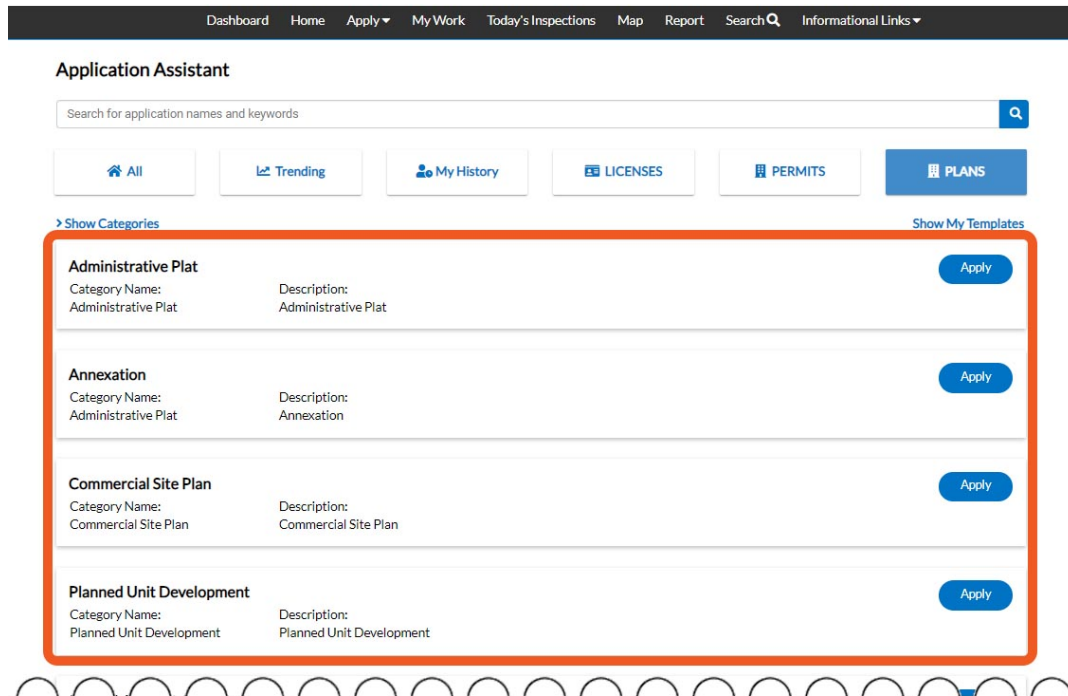 Dashboard Home Apply My Work Today's Inspections Map Report Search Informational Links
Application Assistant
Search for application names and keywords
All Trending My History LICENSES PERMITS PLANS
Show Categories Show My Templates
Administrative Plat Apply
Category Name: Description:
Administrative Plat Administrative Plat
Annexation Apply
Category Name: Description:
Administrative Plat Annexation
Commercial Site Plan Apply
Category Name: Description:
Commercial Site Plan Commercial Site Plan
Planned Unit Development Apply
Category Name: Description:
Planned Unit Development Planned Unit Development